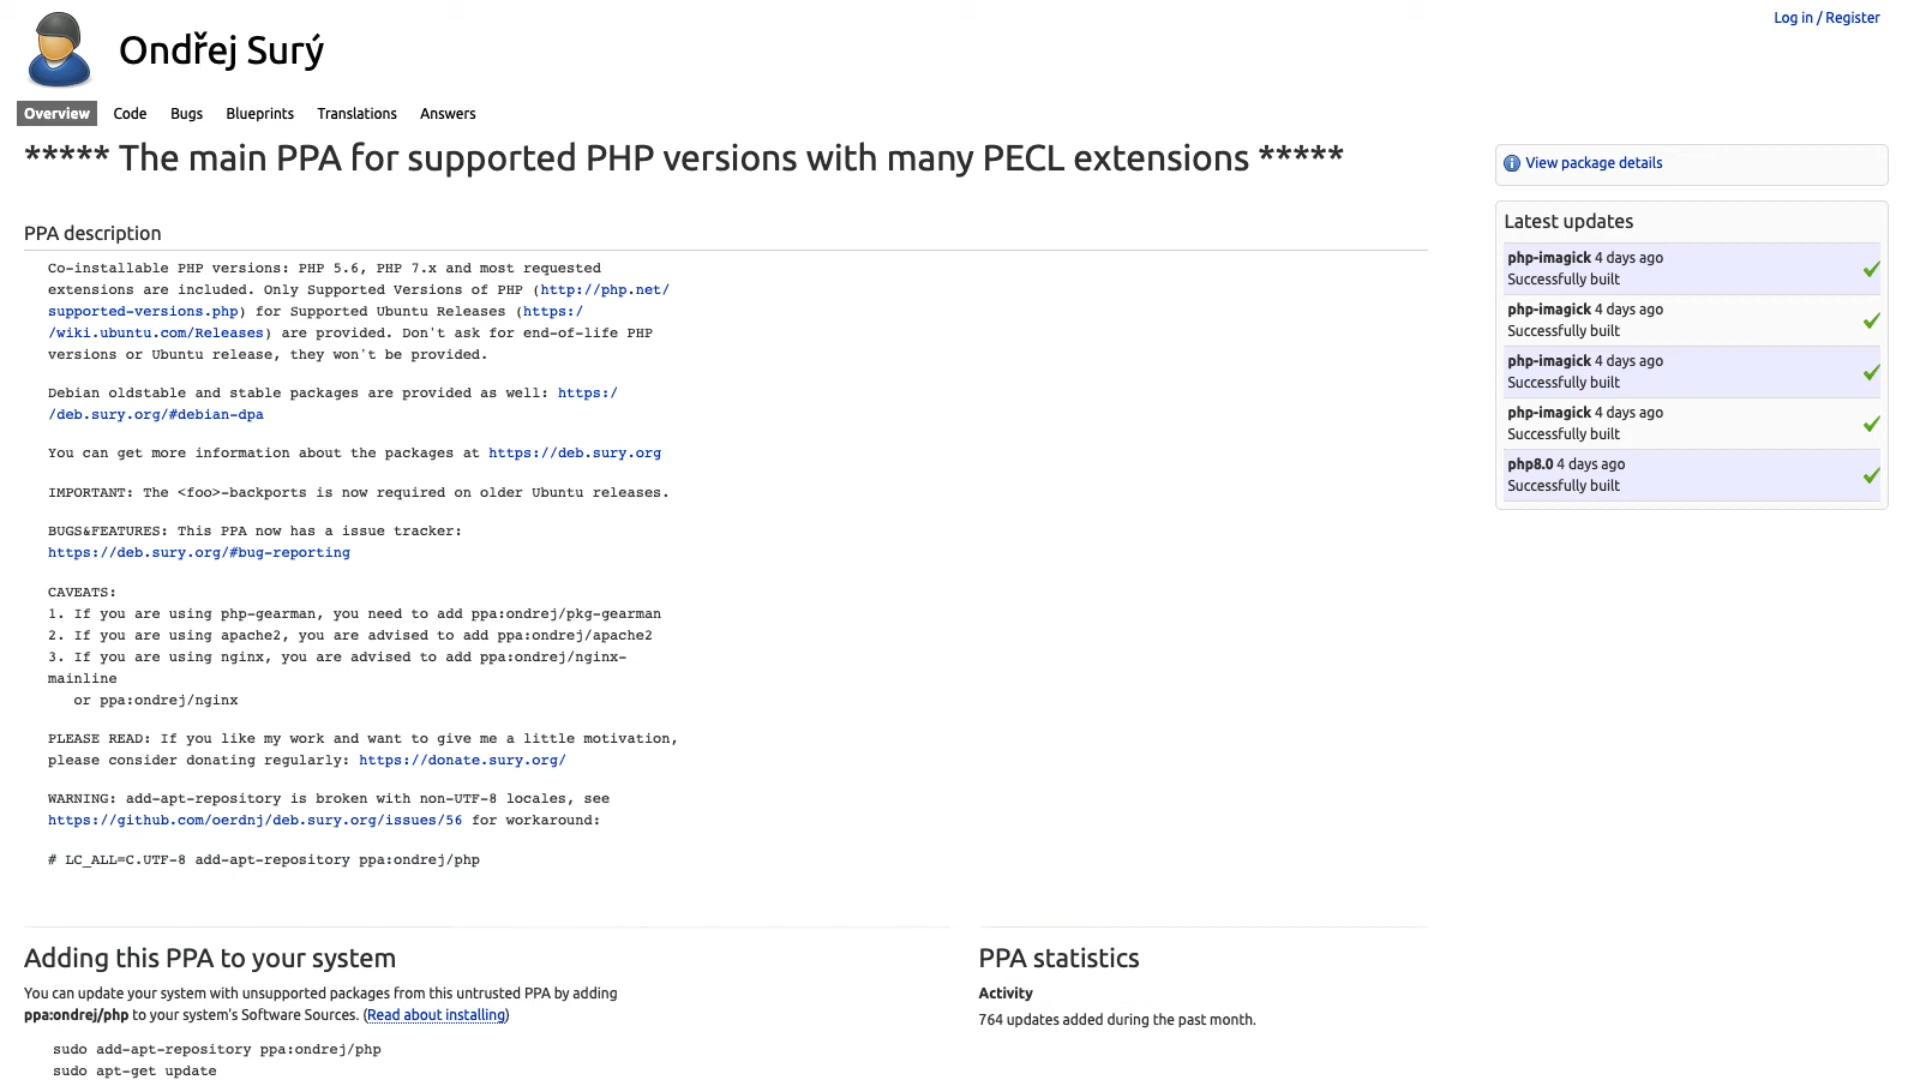 Log in / Register
Ondřej Surý
Overview Code Bugs Blueprints Translations Answers
***** The main PPA for supported PHP versions with many PECL extensions *****
PPA description
Co-installable PHP versions: PHP 5.6, PHP 7.x and most requested
extensions are included. Only Supported Versions of PHP (http://php.net/
supported-versions.php) for Supported Ubuntu Releases (https:/
/wiki.ubuntu.com/Releases) are provided. Don't ask for end-of-life PHP
versions or Ubuntu release, they won't be provided.
Debian oldstable and stable packages are provided as well: https:/
/deb.sury.org/#debian-dpa
You can get more information about the packages at https://deb.sury.org
IMPORTANT: The <foo>-backports is now required on older Ubuntu releases.
BUGS&FEATURES: This PPA now has a issue tracker:
https://deb.sury.org/#bug-reporting
CAVEATS:
1. If you are using php-gearman, you need to add ppa:ondrej/pkg-gearman
2. If you are using apache2, you are advised to add ppa:ondrej/apache2
3. If you are using nginx, you are advised to add ppa:ondrej/nginx-
mainline
or ppa:ondrej/nginx
PLEASE READ: If you like my work and want to give me a little motivation,
please consider donating regularly: https://donate.sury.org/
WARNING: add-apt-repository is broken with non-UTF-8 locales, see
https://github.com/oerdnj/deb.sury.org/issues/56 for workaround:
# LC_ALL=C.UTF-8 add-apt-repository ppa:ondrej/php
View package details
Latest updates
php-imagick 4 days ago
Successfully built
php-imagick 4 days ago
Successfully built
php-imagick 4 days ago
Successfully built
php-imagick 4 days ago
Successfully built
php8.0 4 days ago
Successfully built
Adding this PPA to your system
You can update your system with unsupported packages from this untrusted PPA by adding
ppa:ondrej/php to your system's Software Sources. (Read about installing)
sudo add-apt-repository ppa:ondrej/php
sudo apt-get update
PPA statistics
Activity
764 updates added during the past month.